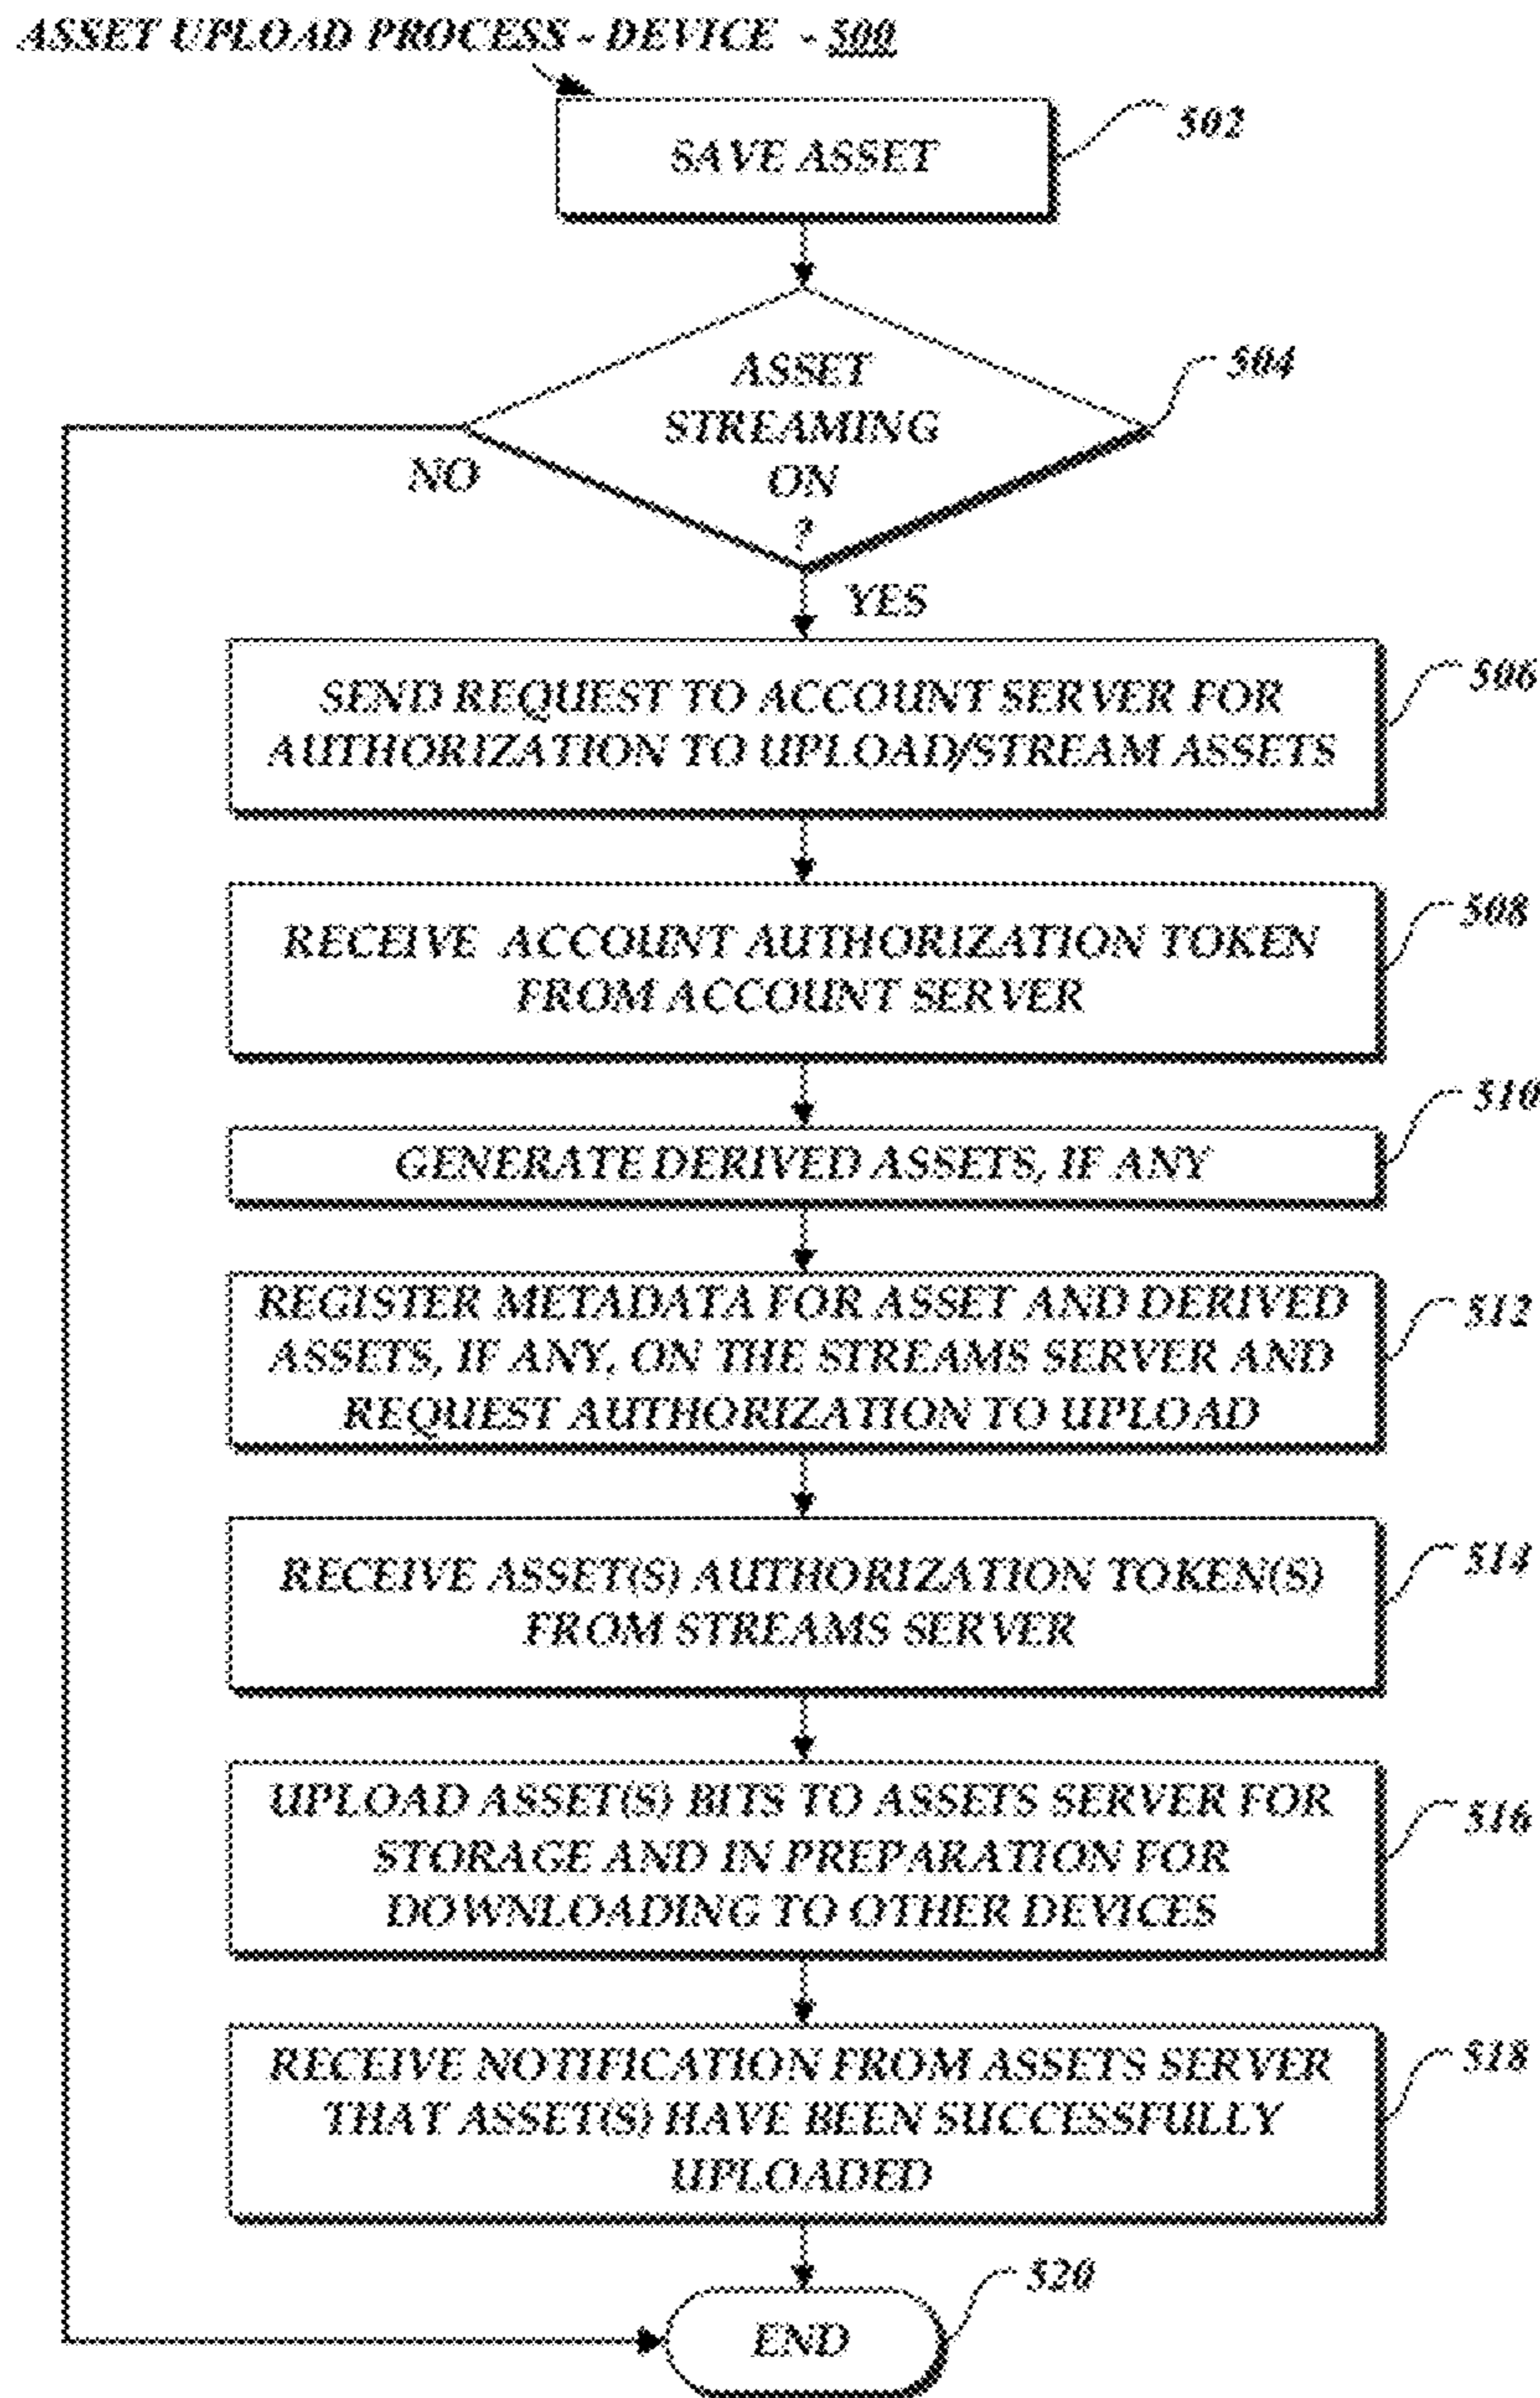 ASSET UPLOAD PROCESS - DEVICE - 500
502
SAVE ASSET
504
ASSET
STREAMING
ON
?
NO
YES
506
SEND REQUEST TO ACCOUNT SERVER FOR
AUTHORIZATION TO UPLOAD/STREAM ASSETS
508
RECEIVE ACCOUNT AUTHORIZATION TOKEN
FROM ACCOUNT SERVER
510
GENERATE DERIVED ASSETS, IF ANY
512
REGISTER METADATA FOR ASSET AND DERIVED
ASSETS, IF ANY, ON THE STREAMS SERVER AND
REQUEST AUTHORIZATION TO UPLOAD
514
RECEIVE ASSET(S) AUTHORIZATION TOKEN(S)
FROM STREAMS SERVER
516
UPLOAD ASSET(S) BITS TO ASSETS SERVER FOR
STORAGE AND IN PREPARATION FOR
DOWNLOADING TO OTHER DEVICES
518
RECEIVE NOTIFICATION FROM ASSETS SERVER
THAT ASSET(S) HAVE BEEN SUCCESSFULLY
UPLOADED
520
END